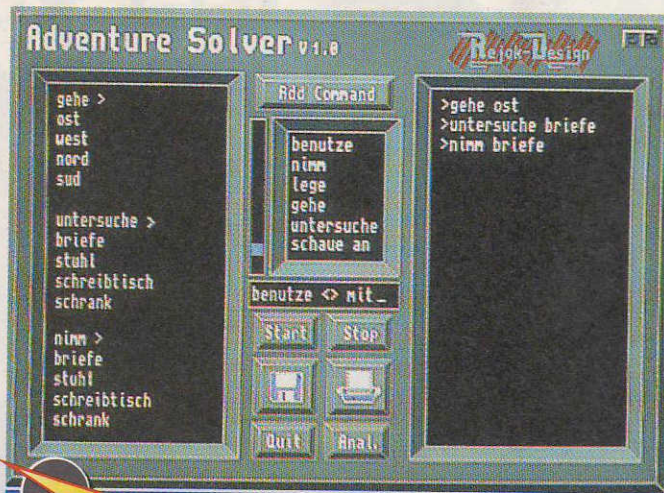 Adventure Solver V1.0
Rejok-Design
gehe >
ost
west
nord
sud
untersuche >
briefe
stuhl
schreibtisch
schrank
nimm >
briefe
stuhl
schreibtisch
schrank
Add Command
benutze
nimm
lege
gehe
untersuche
schaue an
benutze <> mit_
Start
Stop
Quit
Anal.
>gehe ost
>untersuche briefe
>nimm briefe